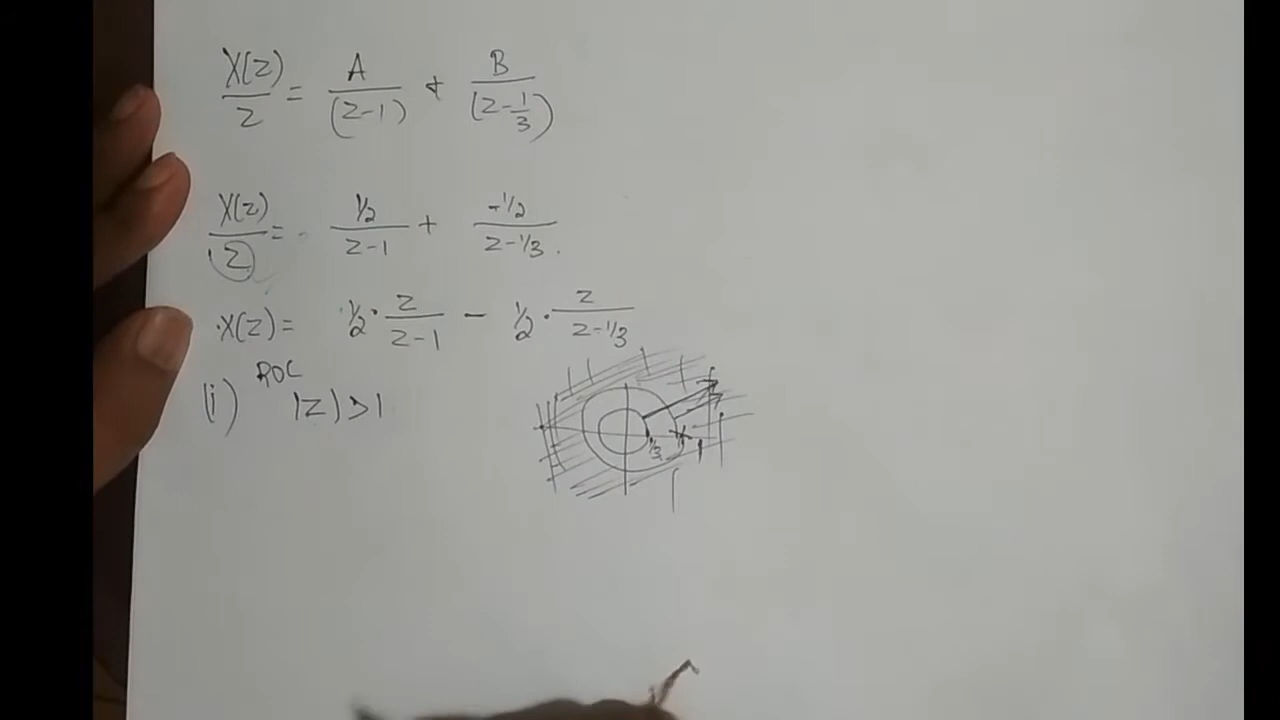 X(z)/z = A/(z-1) + B/(z-1/3)
X(z)/z = 1/2/z-1 + -1/2/z-1/3
X(z) = 1/2 · z/z-1 - 1/2 · z/z-1/3
ROC
(i) |z|>1
1/3 1